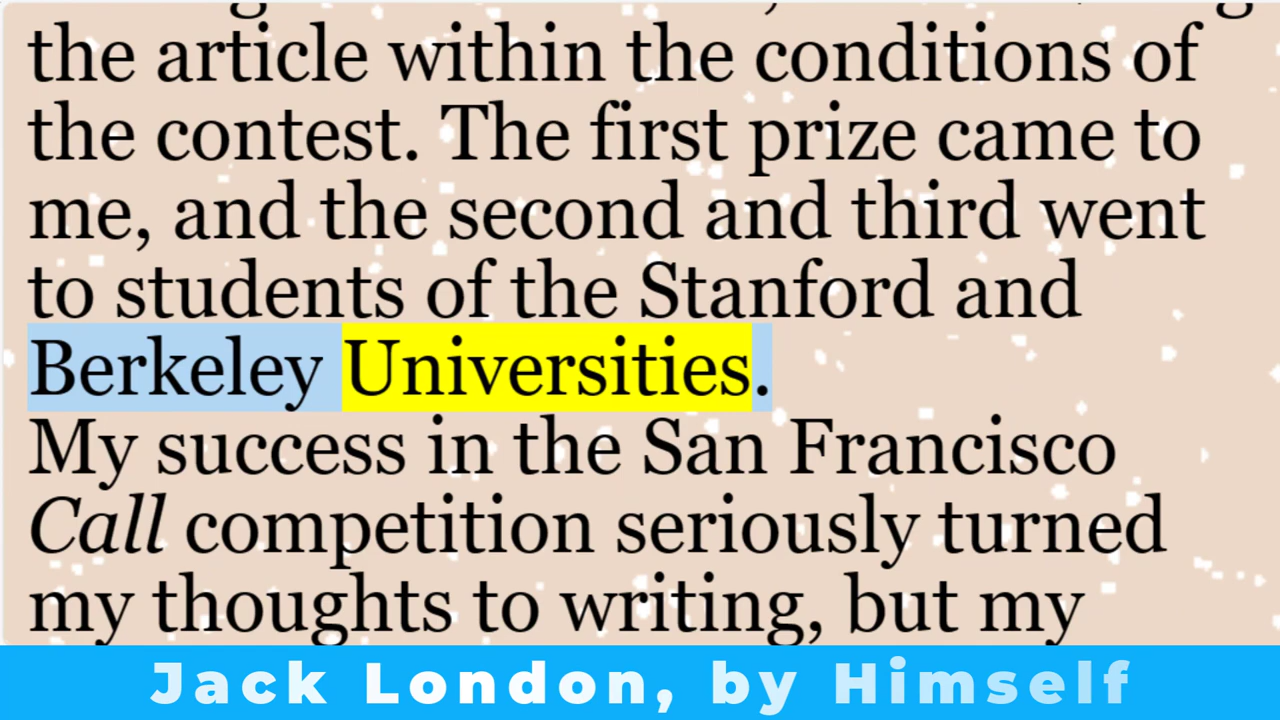 the article within the conditions of
the contest. The first prize came to
me, and the second and third went
to students of the Stanford and
Berkeley Universities.
My success in the San Francisco
Call competition seriously turned
my thoughts to writing, but my
Jack London, by Himself